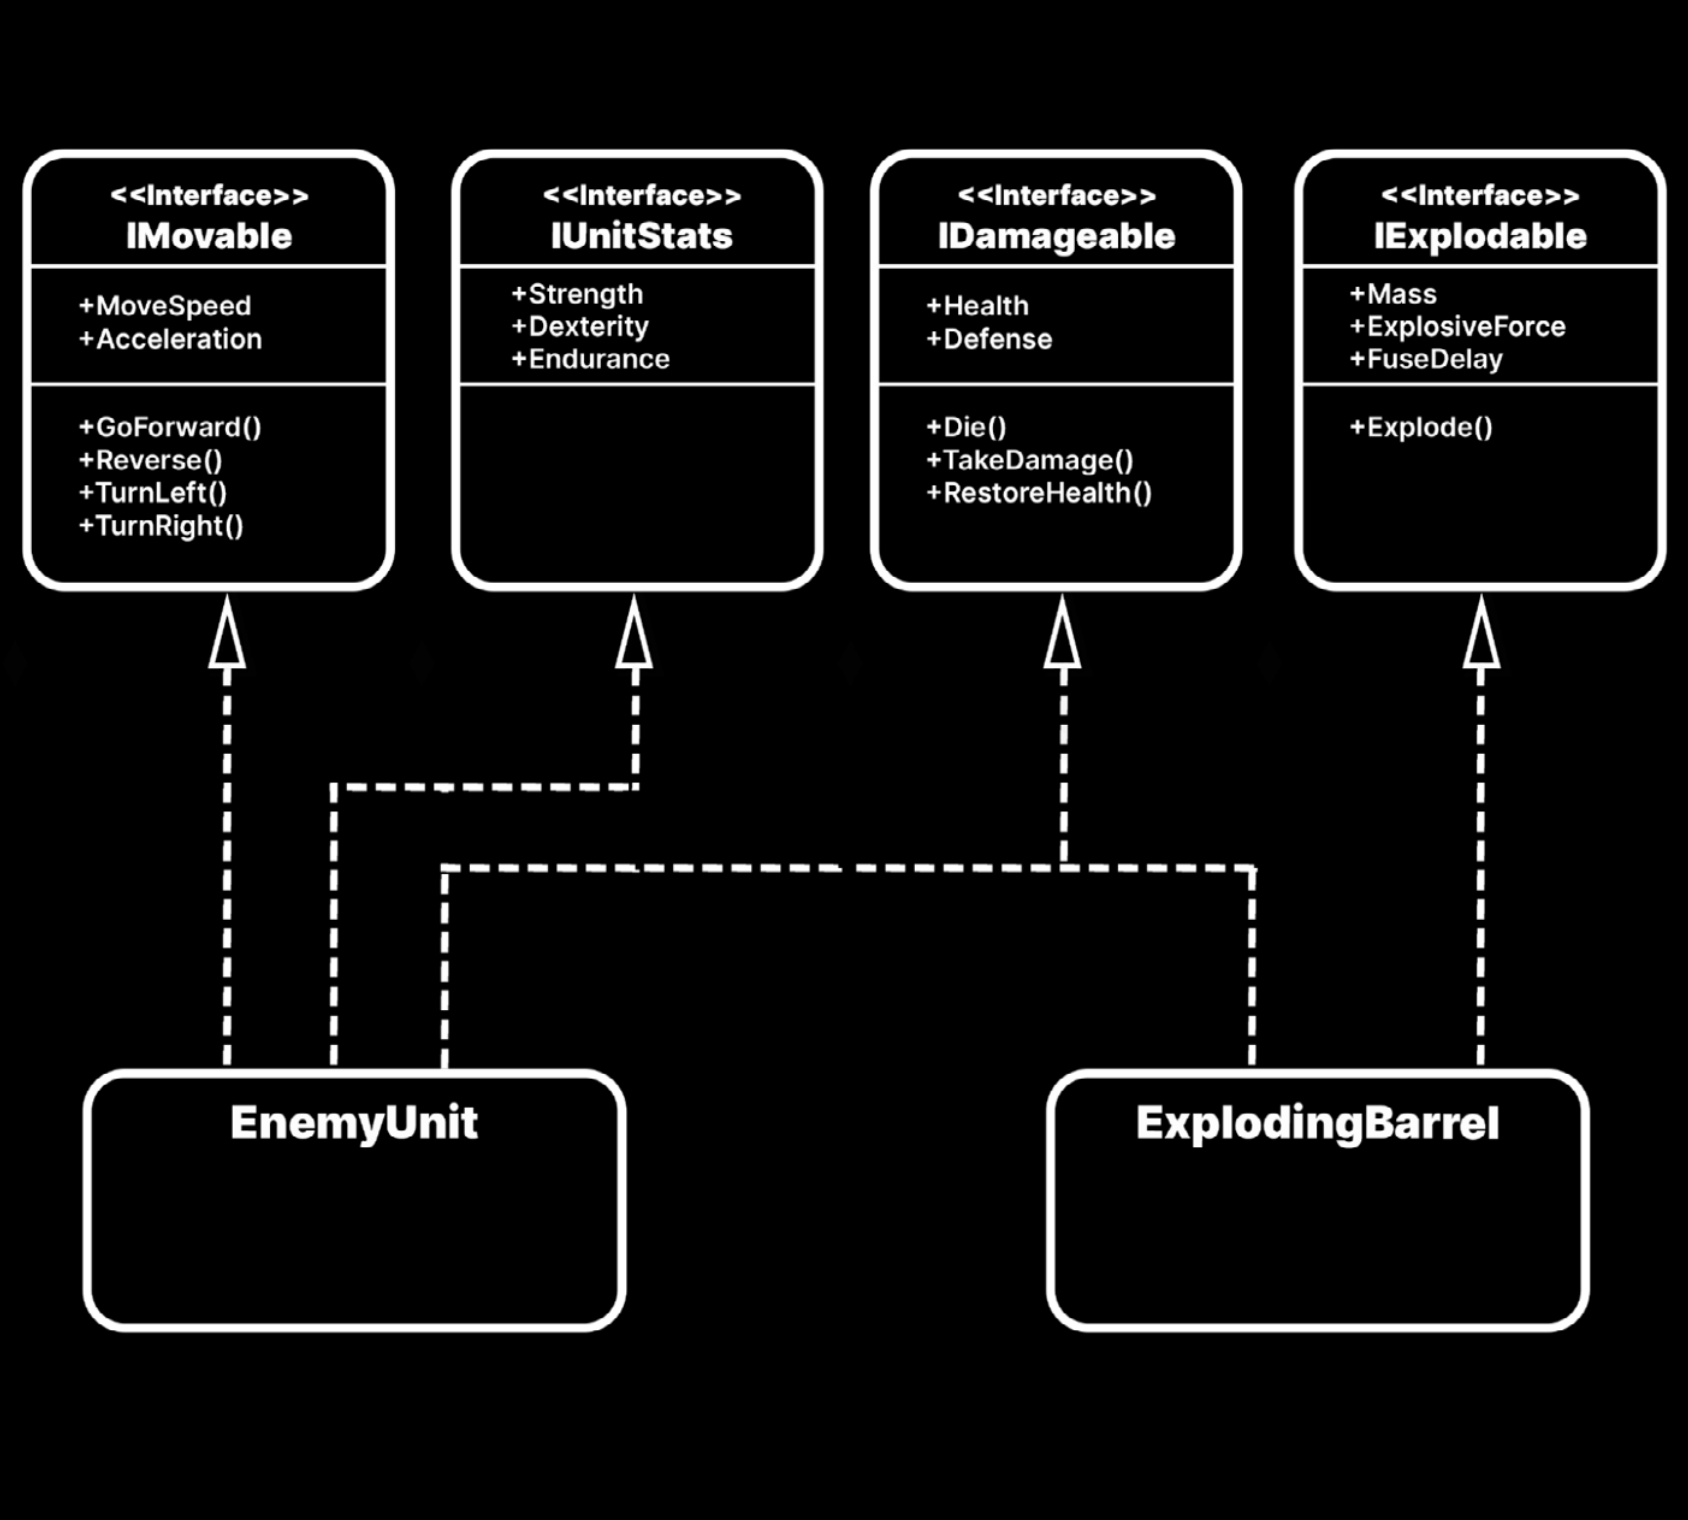 <<Interface>>
IMovable
+MoveSpeed
+Acceleration
+GoForward()
+Reverse()
+TurnLeft()
+TurnRight()
<<Interface>>
IUnitStats
+Strength
+Dexterity
+Endurance
<<Interface>>
IDamageable
+Health
+Defense
+Die()
+TakeDamage()
+RestoreHealth()
<<Interface>>
IExplodable
+Mass
+ExplosiveForce
+FuseDelay
+Explode()
EnemyUnit
ExplodingBarrel